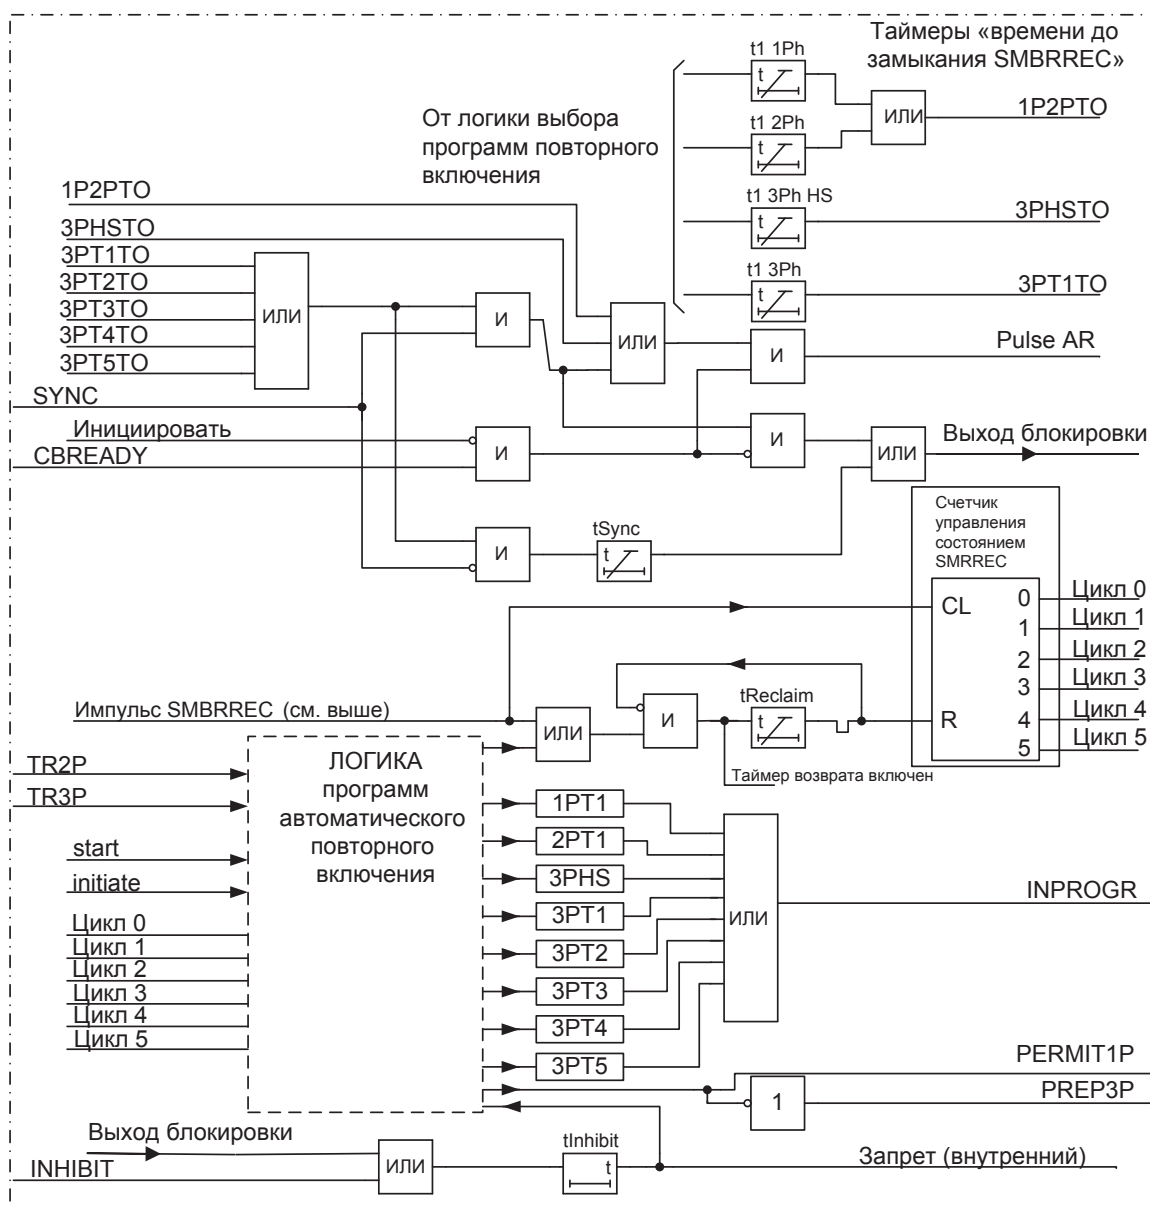 Таймеры «времени до
замыкания SMBRREC»
t1 1Ph
t
ИЛИ
1P2PTO
От логики выбора
программ повторного
включения
t1 2Ph
t
1P2PTO
t1 3Ph HS
t
3PHSTO
3PHSTO
3PT1TO
3PT2TO
3PT3TO
3PT4TO
3PT5TO
ИЛИ
t1 3Ph
t
3PT1TO
И
ИЛИ
И
Pulse AR
SYNC
Инициировать
CBREADY
И
И
ИЛИ
Выход блокировки
И
tSync
t
Счетчик
управления
состоянием
SMRREC
CL
R
0
1
2
3
4
5
Цикл 0
Цикл 1
Цикл 2
Цикл 3
Цикл 4
Цикл 5
Импульс SMBRREC (см. выше)
ИЛИ
И
tReclaim
t
Таймер возврата включен
TR2P
TR3P
start
initiate
Цикл 0
Цикл 1
Цикл 2
Цикл 3
Цикл 4
Цикл 5
ЛОГИКА
программ
автоматического
повторного
включения
1PT1
2PT1
3PHS
3PT1
3PT2
3PT3
3PT4
3PT5
ИЛИ
INPROGR
PERMIT1P
1
PREP3P
Выход блокировки
INHIBIT
ИЛИ
tInhibit
t
Запрет (внутренний)